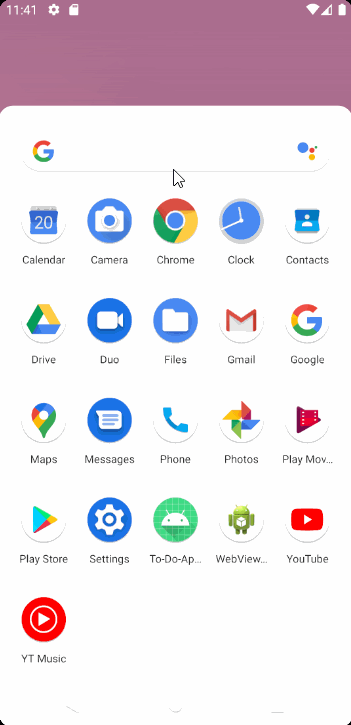 11:41
20
Calendar Camera Chrome Clock Contacts
Drive Duo Files Gmail Google
Maps Messages Phone Photos Play Mov...
Play Store Settings To-Do-Ap... WebView... YouTube
YT Music